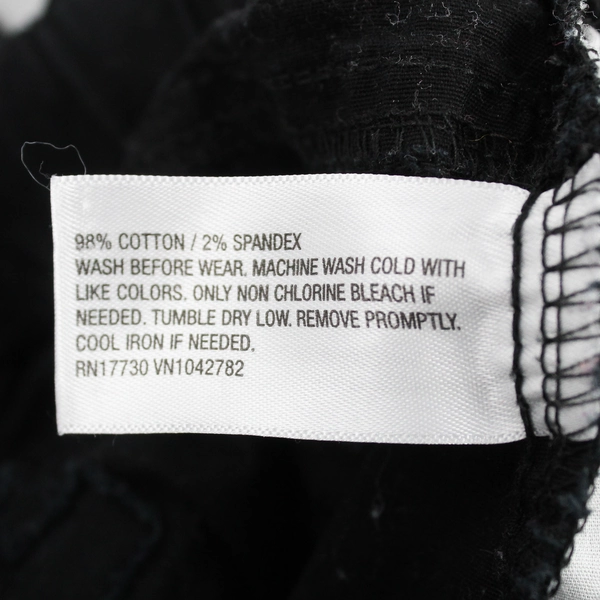 98% COTTON / 2% SPANDEX
WASH BEFORE WEAR. MACHINE WASH COLD WITH
LIKE COLORS. ONLY NON CHLORINE BLEACH IF
NEEDED. TUMBLE DRY LOW. REMOVE PROMPTLY.
COOL IRON IF NEEDED.
RN17730 VN1042782